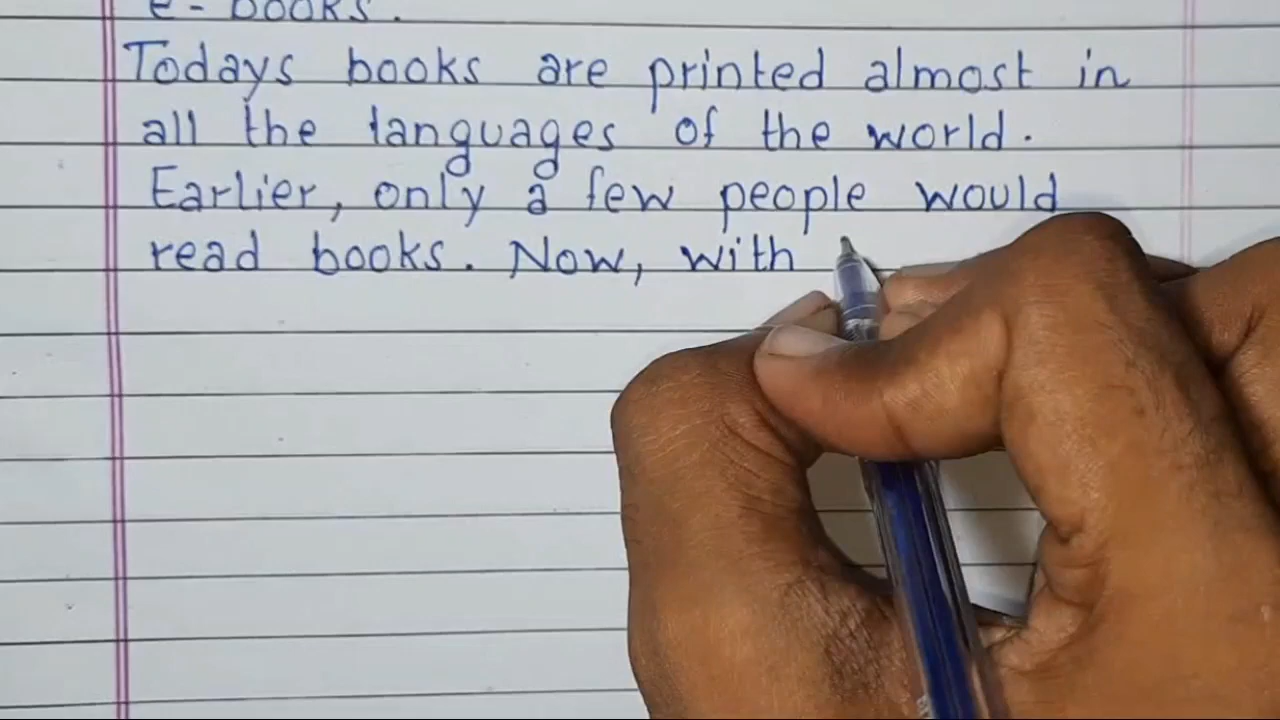 e- books.
Todays books are printed almost in
all the languages of the world.
Earlier, only a few people would
read books. Now, with